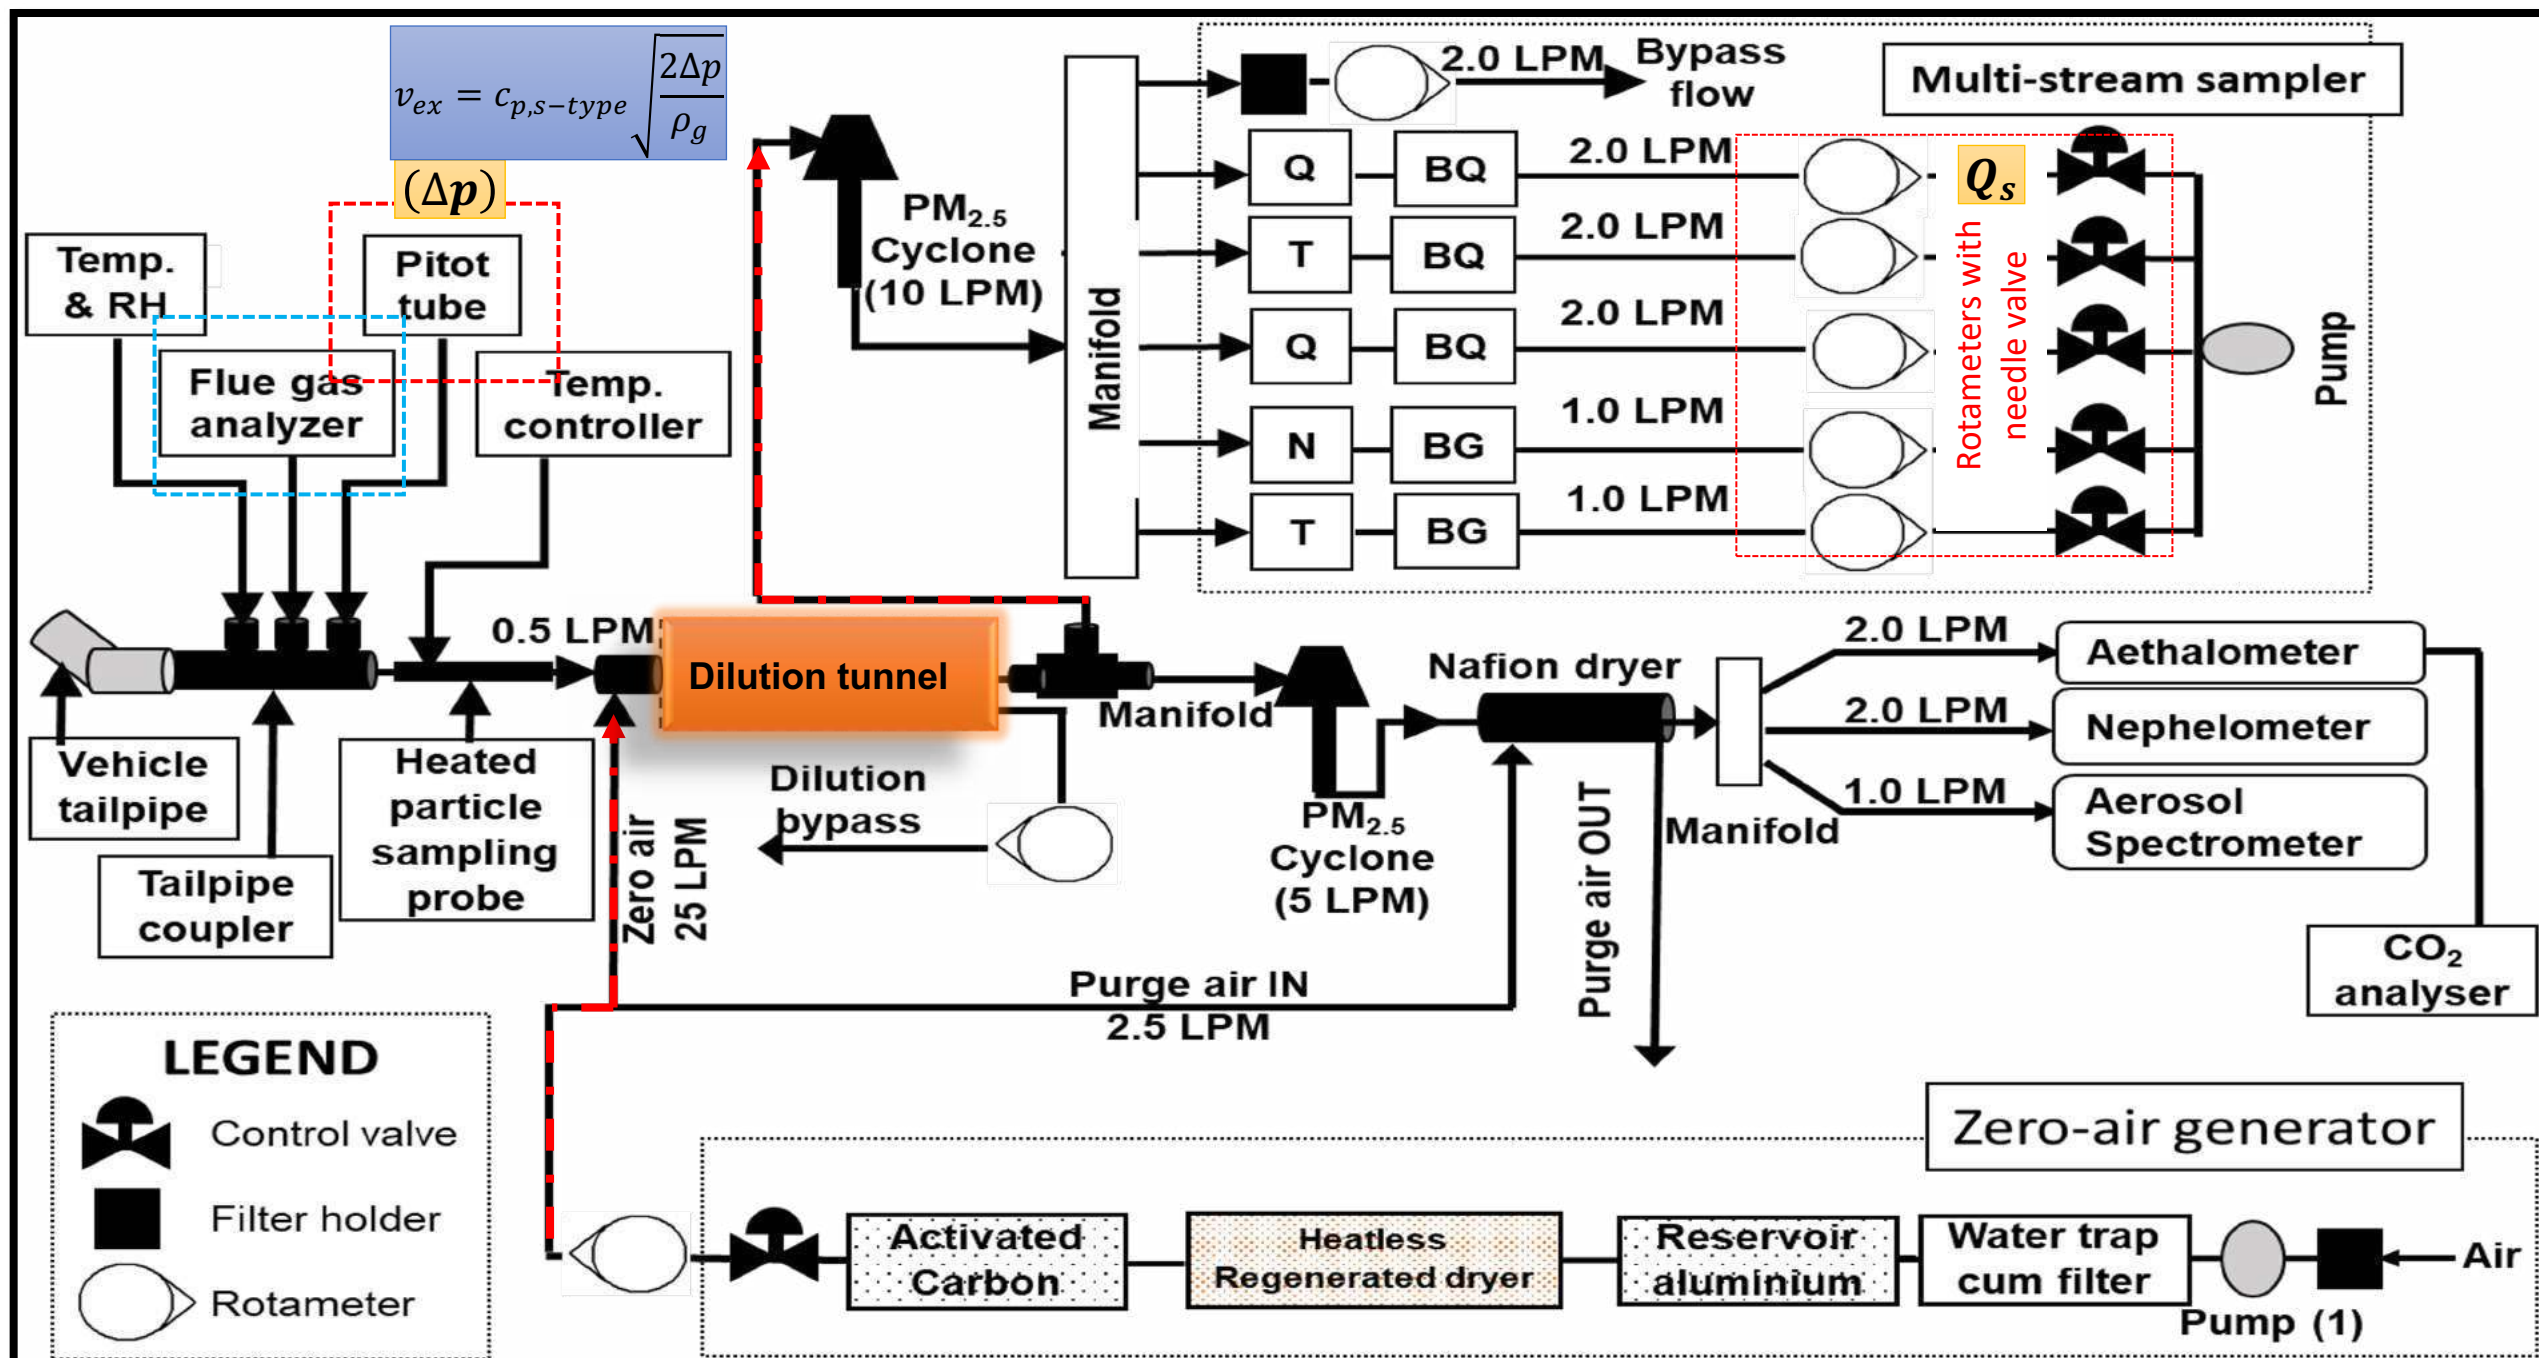 v_ex = c_p,s−type √(2Δp/ρ_g)
(Δp)
Temp.
& RH
Pitot
tube
Flue gas
analyzer
Temp.
controller
PM2.5
Cyclone
(10 LPM)
Manifold
2.0 LPM
Bypass
flow
Multi-stream sampler
Q
BQ
2.0 LPM
T
BQ
2.0 LPM
Q
BQ
2.0 LPM
N
BG
1.0 LPM
T
BG
1.0 LPM
Qs
Rotameters with
needle valve
Pump
0.5 LPM
Dilution tunnel
Manifold
Nafion dryer
2.0 LPM
Aethalometer
2.0 LPM
Nephelometer
1.0 LPM
Aerosol
Spectrometer
Manifold
CO2
analyser
Vehicle
tailpipe
Tailpipe
coupler
Heated
particle
sampling
probe
Zero air
25 LPM
Dilution
bypass
PM2.5
Cyclone
(5 LPM)
Purge air OUT
Purge air IN
2.5 LPM
LEGEND
Control valve
Filter holder
Rotameter
Zero-air generator
Activated
Carbon
Heatless
Regenerated dryer
Reservoir
aluminium
Water trap
cum filter
Pump (1)
Air